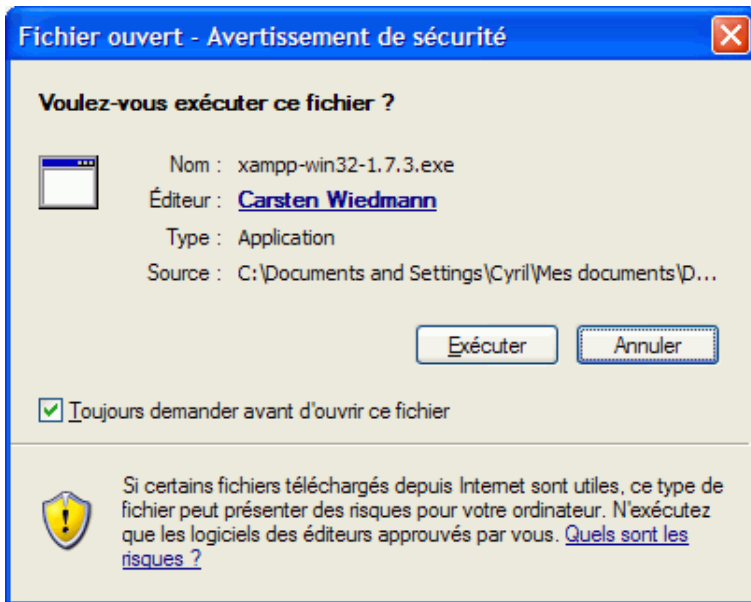 Fichier ouvert - Avertissement de sécurité
Voulez-vous exécuter ce fichier ?
Nom : xampp-win32-1.7.3.exe
Éditeur : Carsten Wiedmann
Type : Application
Source : C:\Documents and Settings\Cyril\Mes documents\D...
Exécuter Annuler
Toujours demander avant d'ouvrir ce fichier
Si certains fichiers téléchargés depuis Internet sont utiles, ce type de
fichier peut présenter des risques pour votre ordinateur. N'exécutez
que les logiciels des éditeurs approuvés par vous. Quels sont les
risques ?